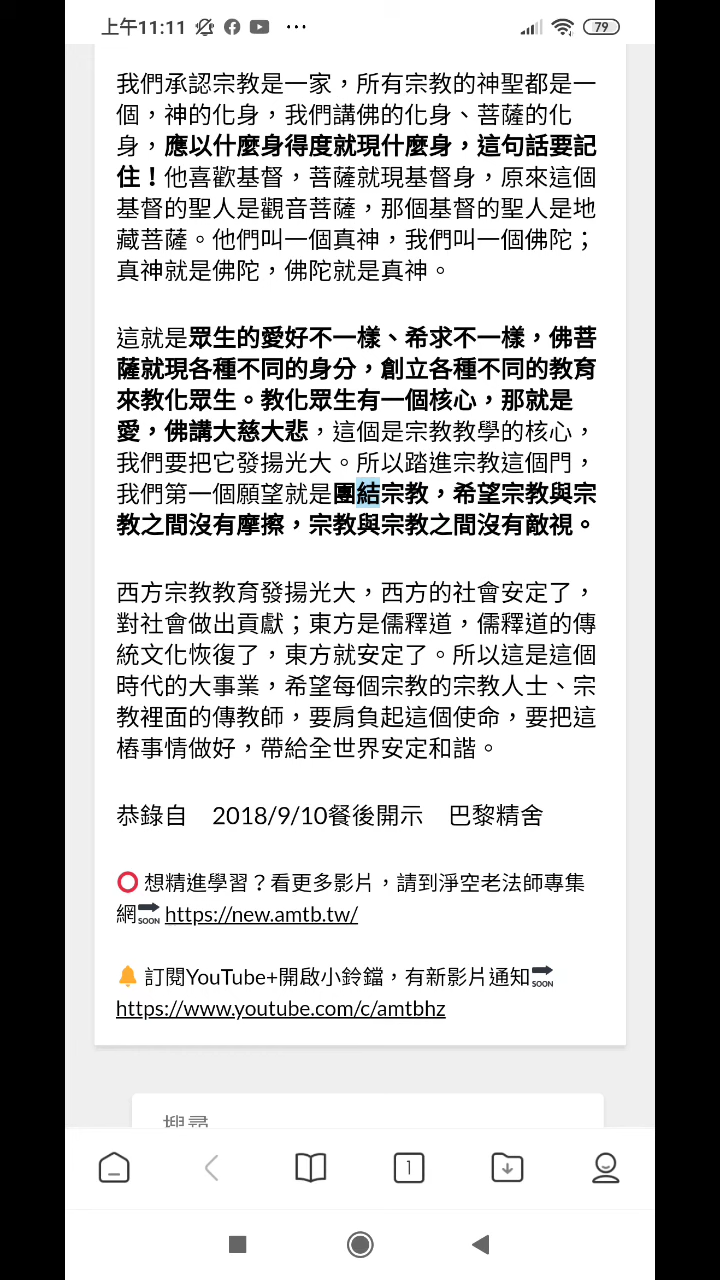 上午11:11
79
我們承認宗教是一家，所有宗教的神聖都是一
個，神的化身，我們講佛的化身、菩薩的化
身，應以什麼身得度就現什麼身，這句話要記
住！他喜歡基督，菩薩就現基督身，原來這個
基督的聖人是觀音菩薩，那個基督的聖人是地
藏菩薩。他們叫一個真神，我們叫一個佛陀；
真神就是佛陀，佛陀就是真神。
這就是眾生的愛好不一樣、希求不一樣，佛菩
薩就現各種不同的身分，創立各種不同的教育
來教化眾生。教化眾生有一個核心，那就是
愛，佛講大慈大悲，這個是宗教教學的核心，
我們要把它發揚光大。所以踏進宗教這個門，
我們第一個願望就是團結宗教，希望宗教與宗
教之間沒有摩擦，宗教與宗教之間沒有敵視。
西方宗教教育發揚光大，西方的社會安定了，
對社會做出貢獻；東方是儒釋道，儒釋道的傳
統文化恢復了，東方就安定了。所以這是這個
時代的大事業，希望每個宗教的宗教人士、宗
教裡面的傳教師，要肩負起這個使命，要把這
樁事情做好，帶給全世界安定和諧。
恭錄自　2018/9/10餐後開示　巴黎精舍
⭕ 想精進學習？看更多影片，請到淨空老法師專集
網🔜 https://new.amtb.tw/
🔔 訂閱YouTube+開啟小鈴鐺，有新影片通知🔜
https://www.youtube.com/c/amtbhz
搜尋
1